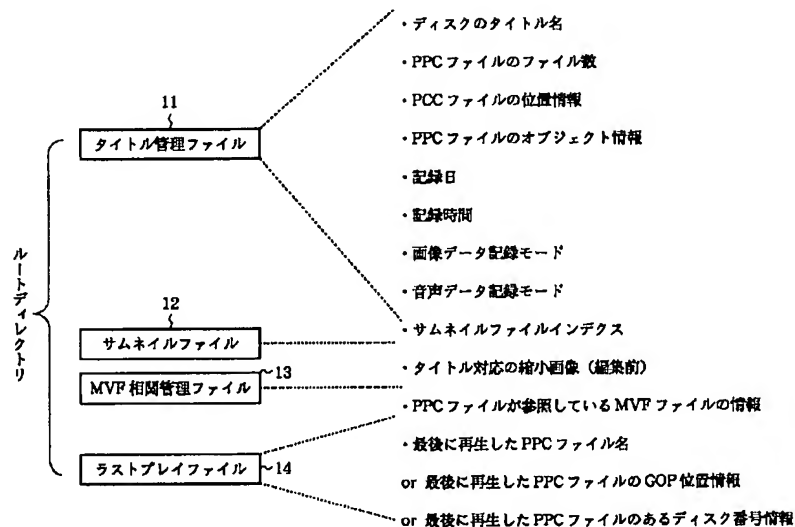 ・ディスクのタイトル名
・PPCファイルのファイル数
・PCCファイルの位置情報
・PPCファイルのオブジェクト情報
・記録日
・記録時間
・画像データ記録モード
・音声データ記録モード
・サムネイルファイルインデクス
・タイトル対応の縮小画像（編集前）
・PPCファイルが参照しているMVFファイルの情報
・最後に再生したPPCファイル名
or 最後に再生したPPCファイルのGOP位置情報
or 最後に再生したPPCファイルのあるディスク番号情報
ルートディレクトリ
11
タイトル管理ファイル
12
サムネイルファイル
13
MVF相関管理ファイル
ラストプレイファイル
14